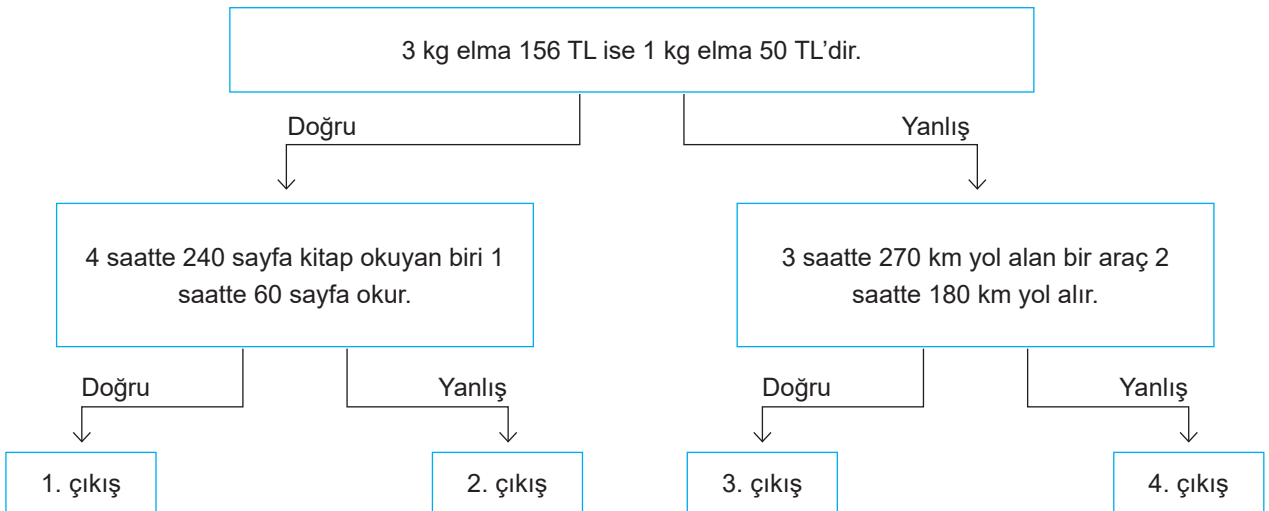 3 kg elma 156 TL ise 1 kg elma 50 TL’dir.
Doğru
Yanlış
4 saatte 240 sayfa kitap okuyan biri 1
saatte 60 sayfa okur.
3 saatte 270 km yol alan bir araç 2
saatte 180 km yol alır.
Doğru
Yanlış
Doğru
Yanlış
1. çıkış
2. çıkış
3. çıkış
4. çıkış